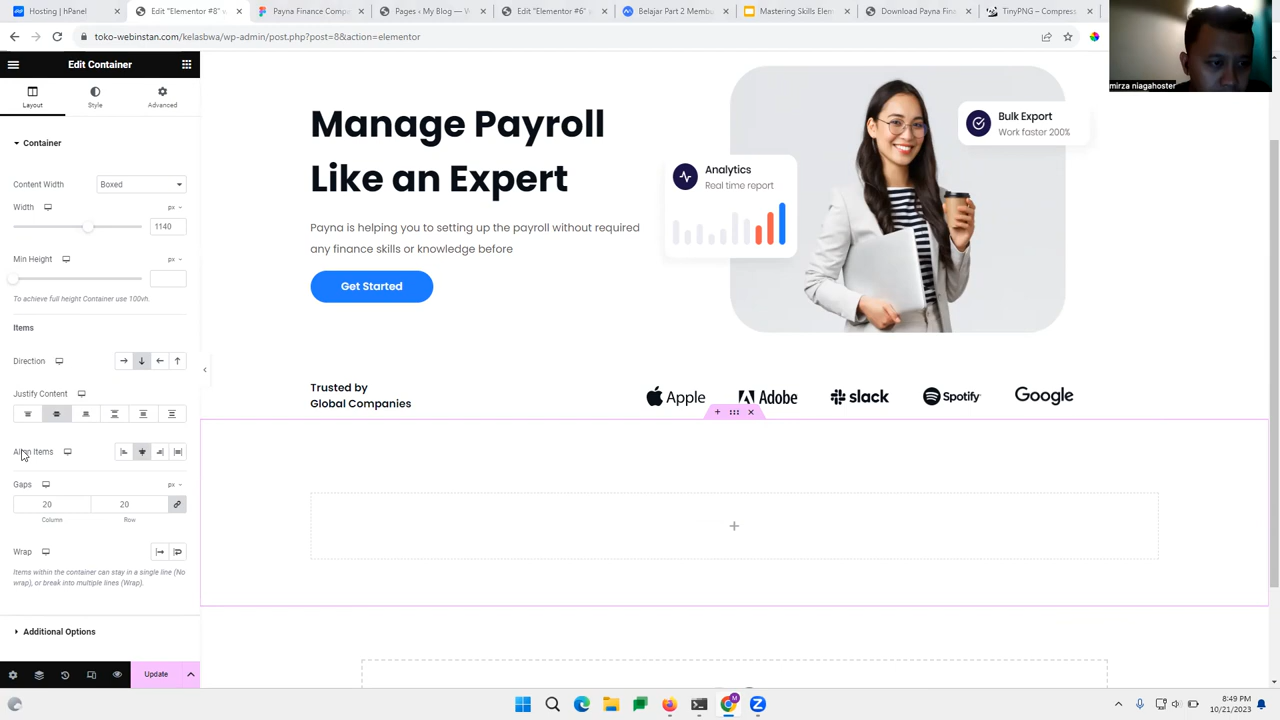 Hosting | Setup
Edit "Elementor #8" w
Payna Finance Comp
Pages ‹ My Blog —
Edit "Elementor #6"
Belajar Part 2 Memb
Mastering Skills Elem
Download Payna Fina
TinyPNG – Compress
toko-webinstan.com/kelasbwa/wp-admin/post.php?post=8&action=elementor
mirza niagahoster
Edit Container
Layout
Style
Advanced
Container
Content Width
Boxed
Width
px
1140
Min Height
px
To achieve full height Container use 100vh.
Items
Direction
Justify Content
Align Items
Gaps
px
20
20
Column
Row
Wrap
Items within the container can stay in a single line (No
wrap), or break into multiple lines (Wrap).
Additional Options
Update
Manage Payroll
Like an Expert
Payna is helping you to setting up the payroll without required
any finance skills or knowledge before
Get Started
Bulk Export
Work faster 200%
Analytics
Real time report
Trusted by
Global Companies
Apple
Adobe
slack
Spotify
Google
M
8:49 PM
10/21/2023